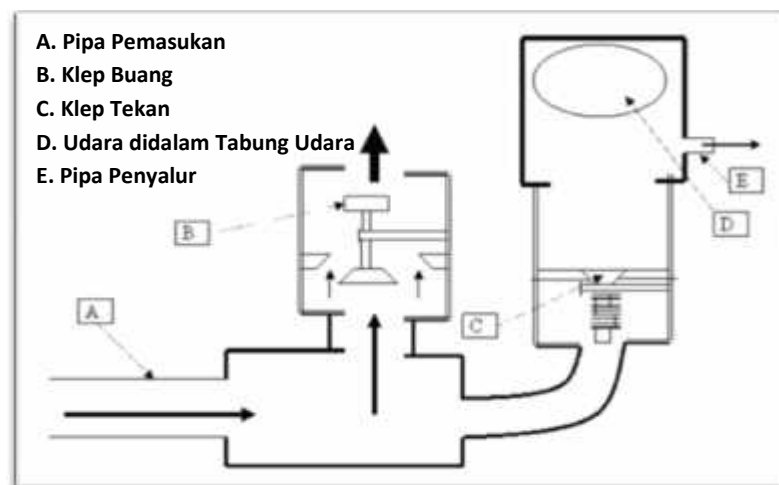 A. Pipa Pemasukan
B. Klep Buang
C. Klep Tekan
D. Udara didalam Tabung Udara
E. Pipa Penyalur
B
E
D
A
C